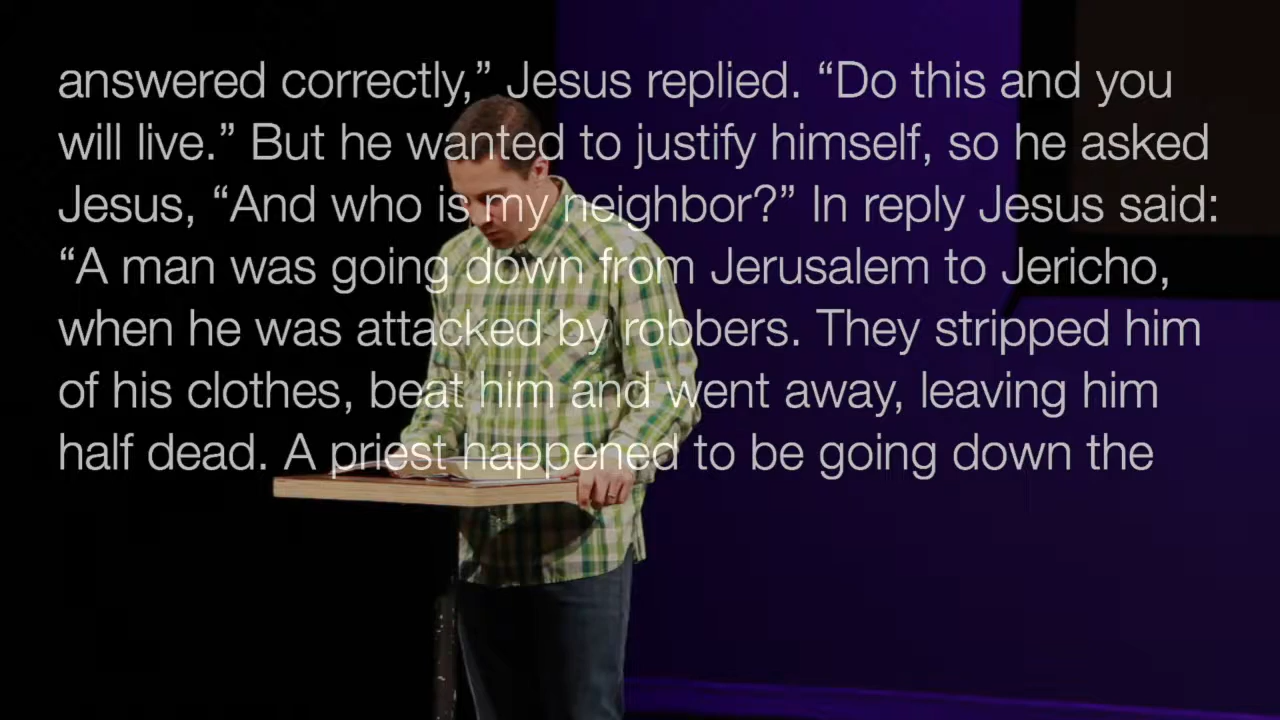 answered correctly,” Jesus replied. “Do this and you
will live.” But he wanted to justify himself, so he asked
Jesus, “And who is my neighbor?” In reply Jesus said:
“A man was going down from Jerusalem to Jericho,
when he was attacked by robbers. They stripped him
of his clothes, beat him and went away, leaving him
half dead. A priest happened to be going down the